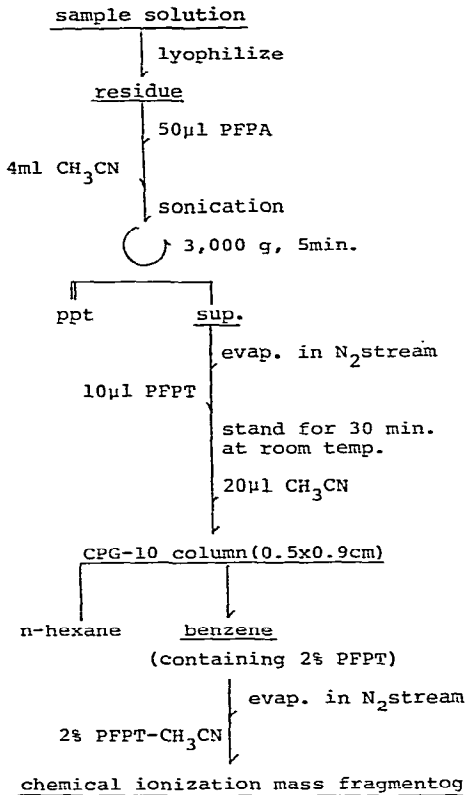 sample solution
lyophilize
residue
50µl PFPA
4ml CH3CN
sonication
3,000 g, 5min.
ppt
sup.
evap. in N2stream
10µl PFPT
stand for 30 min.
at room temp.
20µl CH3CN
CPG-10 column(0.5x0.9cm)
n-hexane
benzene
(containing 2% PFPT)
evap. in N2stream
2% PFPT-CH3CN
chemical ionization mass fragmentog